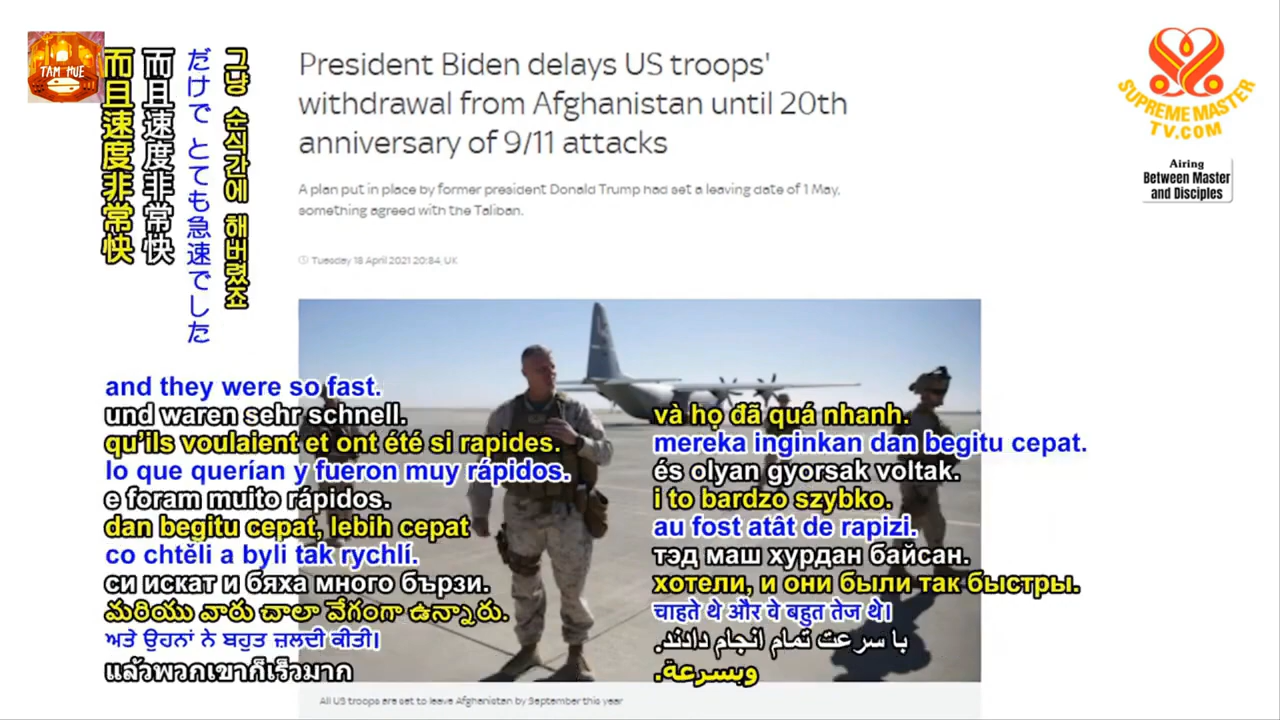 TAM HUE
그냥 순식간에 해버렸죠
だけで とても急速でした
而且速度非常快
而且速度非常快
President Biden delays US troops'
withdrawal from Afghanistan until 20th
anniversary of 9/11 attacks
A plan put in place by former president Donald Trump had set a leaving date of 1 May,
something agreed with the Taliban.
Tuesday 18 April 2021 20:84, UK
SUPREME MASTER
TV.COM
Airing
Between Master
and Disciples
and they were so fast.
und waren sehr schnell.
qu'ils voulaient et ont été si rapides.
lo que querían y fueron muy rápidos.
e foram muito rápidos.
dan begitu cepat, lebih cepat
co chtěli a byli tak rychlí.
си искат и бяха много бързи.
మరియు వారు చాలా వేగంగా ఉన్నారు.
ਅਤੇ ਉਹਨਾਂ ਨੇ ਬਹੁਤ ਜ਼ਲਦੀ ਕੀਤੀ।
แล้วพวกเขาก็เร็วมาก
và họ đã quá nhanh.
mereka inginkan dan begitu cepat.
és olyan gyorsak voltak.
i to bardzo szybko.
au fost atât de rapizi.
тэд маш хурдан байсан.
хотели, и они были так быстры.
चाहते थे और वे बहुत तेज थे।
با سرعت تمام انجام دادند.
وبسرعة.
All US troops are set to leave Afghanistan by September this year